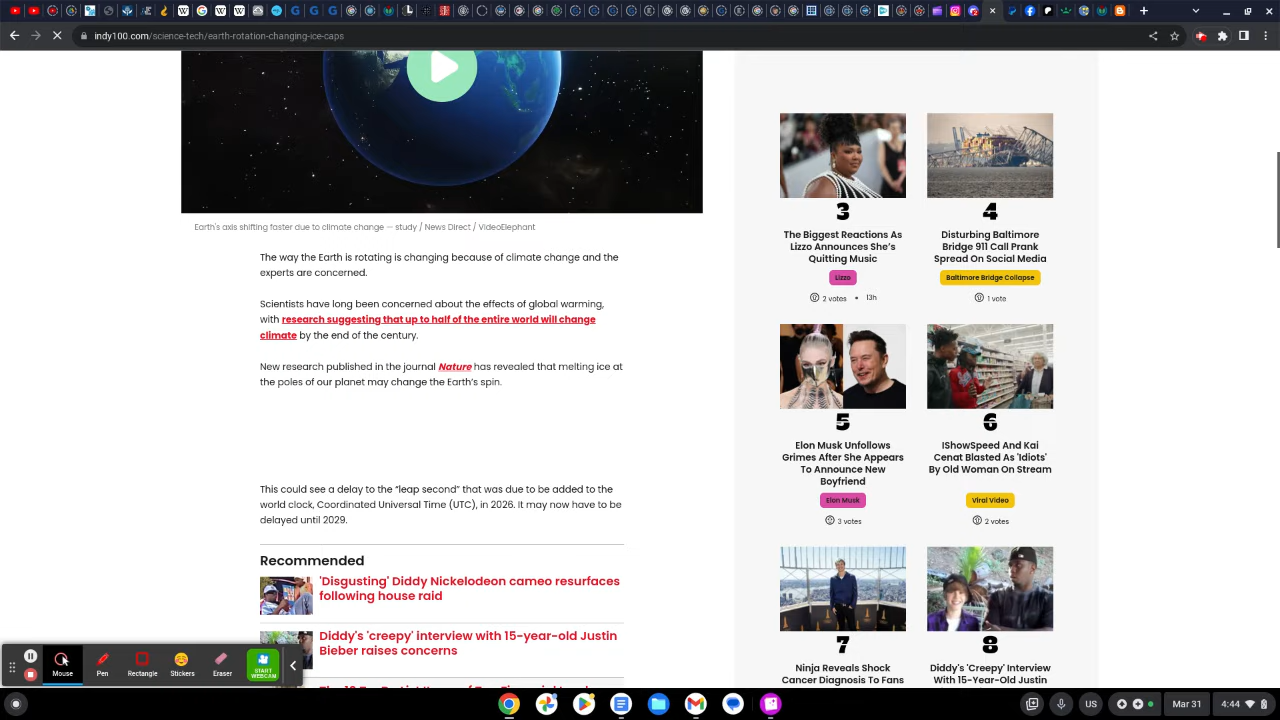 indy100.com/science-tech/earth-rotation-changing-ice-caps
Earth's axis shifting faster due to climate change — study / News Direct / VideoElephant
The way the Earth is rotating is changing because of climate change and the
experts are concerned.
Scientists have long been concerned about the effects of global warming,
with research suggesting that up to half of the entire world will change
climate by the end of the century.
New research published in the journal Nature has revealed that melting ice at
the poles of our planet may change the Earth's spin.
This could see a delay to the “leap second” that was due to be added to the
world clock, Coordinated Universal Time (UTC), in 2026. It may now have to be
delayed until 2029.
Recommended
'Disgusting' Diddy Nickelodeon cameo resurfaces
following house raid
Diddy's 'creepy' interview with 15-year-old Justin
Bieber raises concerns
3
The Biggest Reactions As
Lizzo Announces She's
Quitting Music
Lizzo
2 votes • 13h
4
Disturbing Baltimore
Bridge 911 Call Prank
Spread On Social Media
Baltimore Bridge Collapse
1 vote
5
Elon Musk Unfollows
Grimes After She Appears
To Announce New
Boyfriend
Elon Musk
3 votes
6
IShowSpeed And Kai
Cenat Blasted As 'Idiots'
By Old Woman On Stream
Viral Video
2 votes
7
Ninja Reveals Shock
Cancer Diagnosis To Fans
8
Diddy's 'Creepy' Interview
With 15-Year-Old Justin
Mouse
Pen
Rectangle
Stickers
Eraser
START
WEBCAM
US
Mar 31
4:44